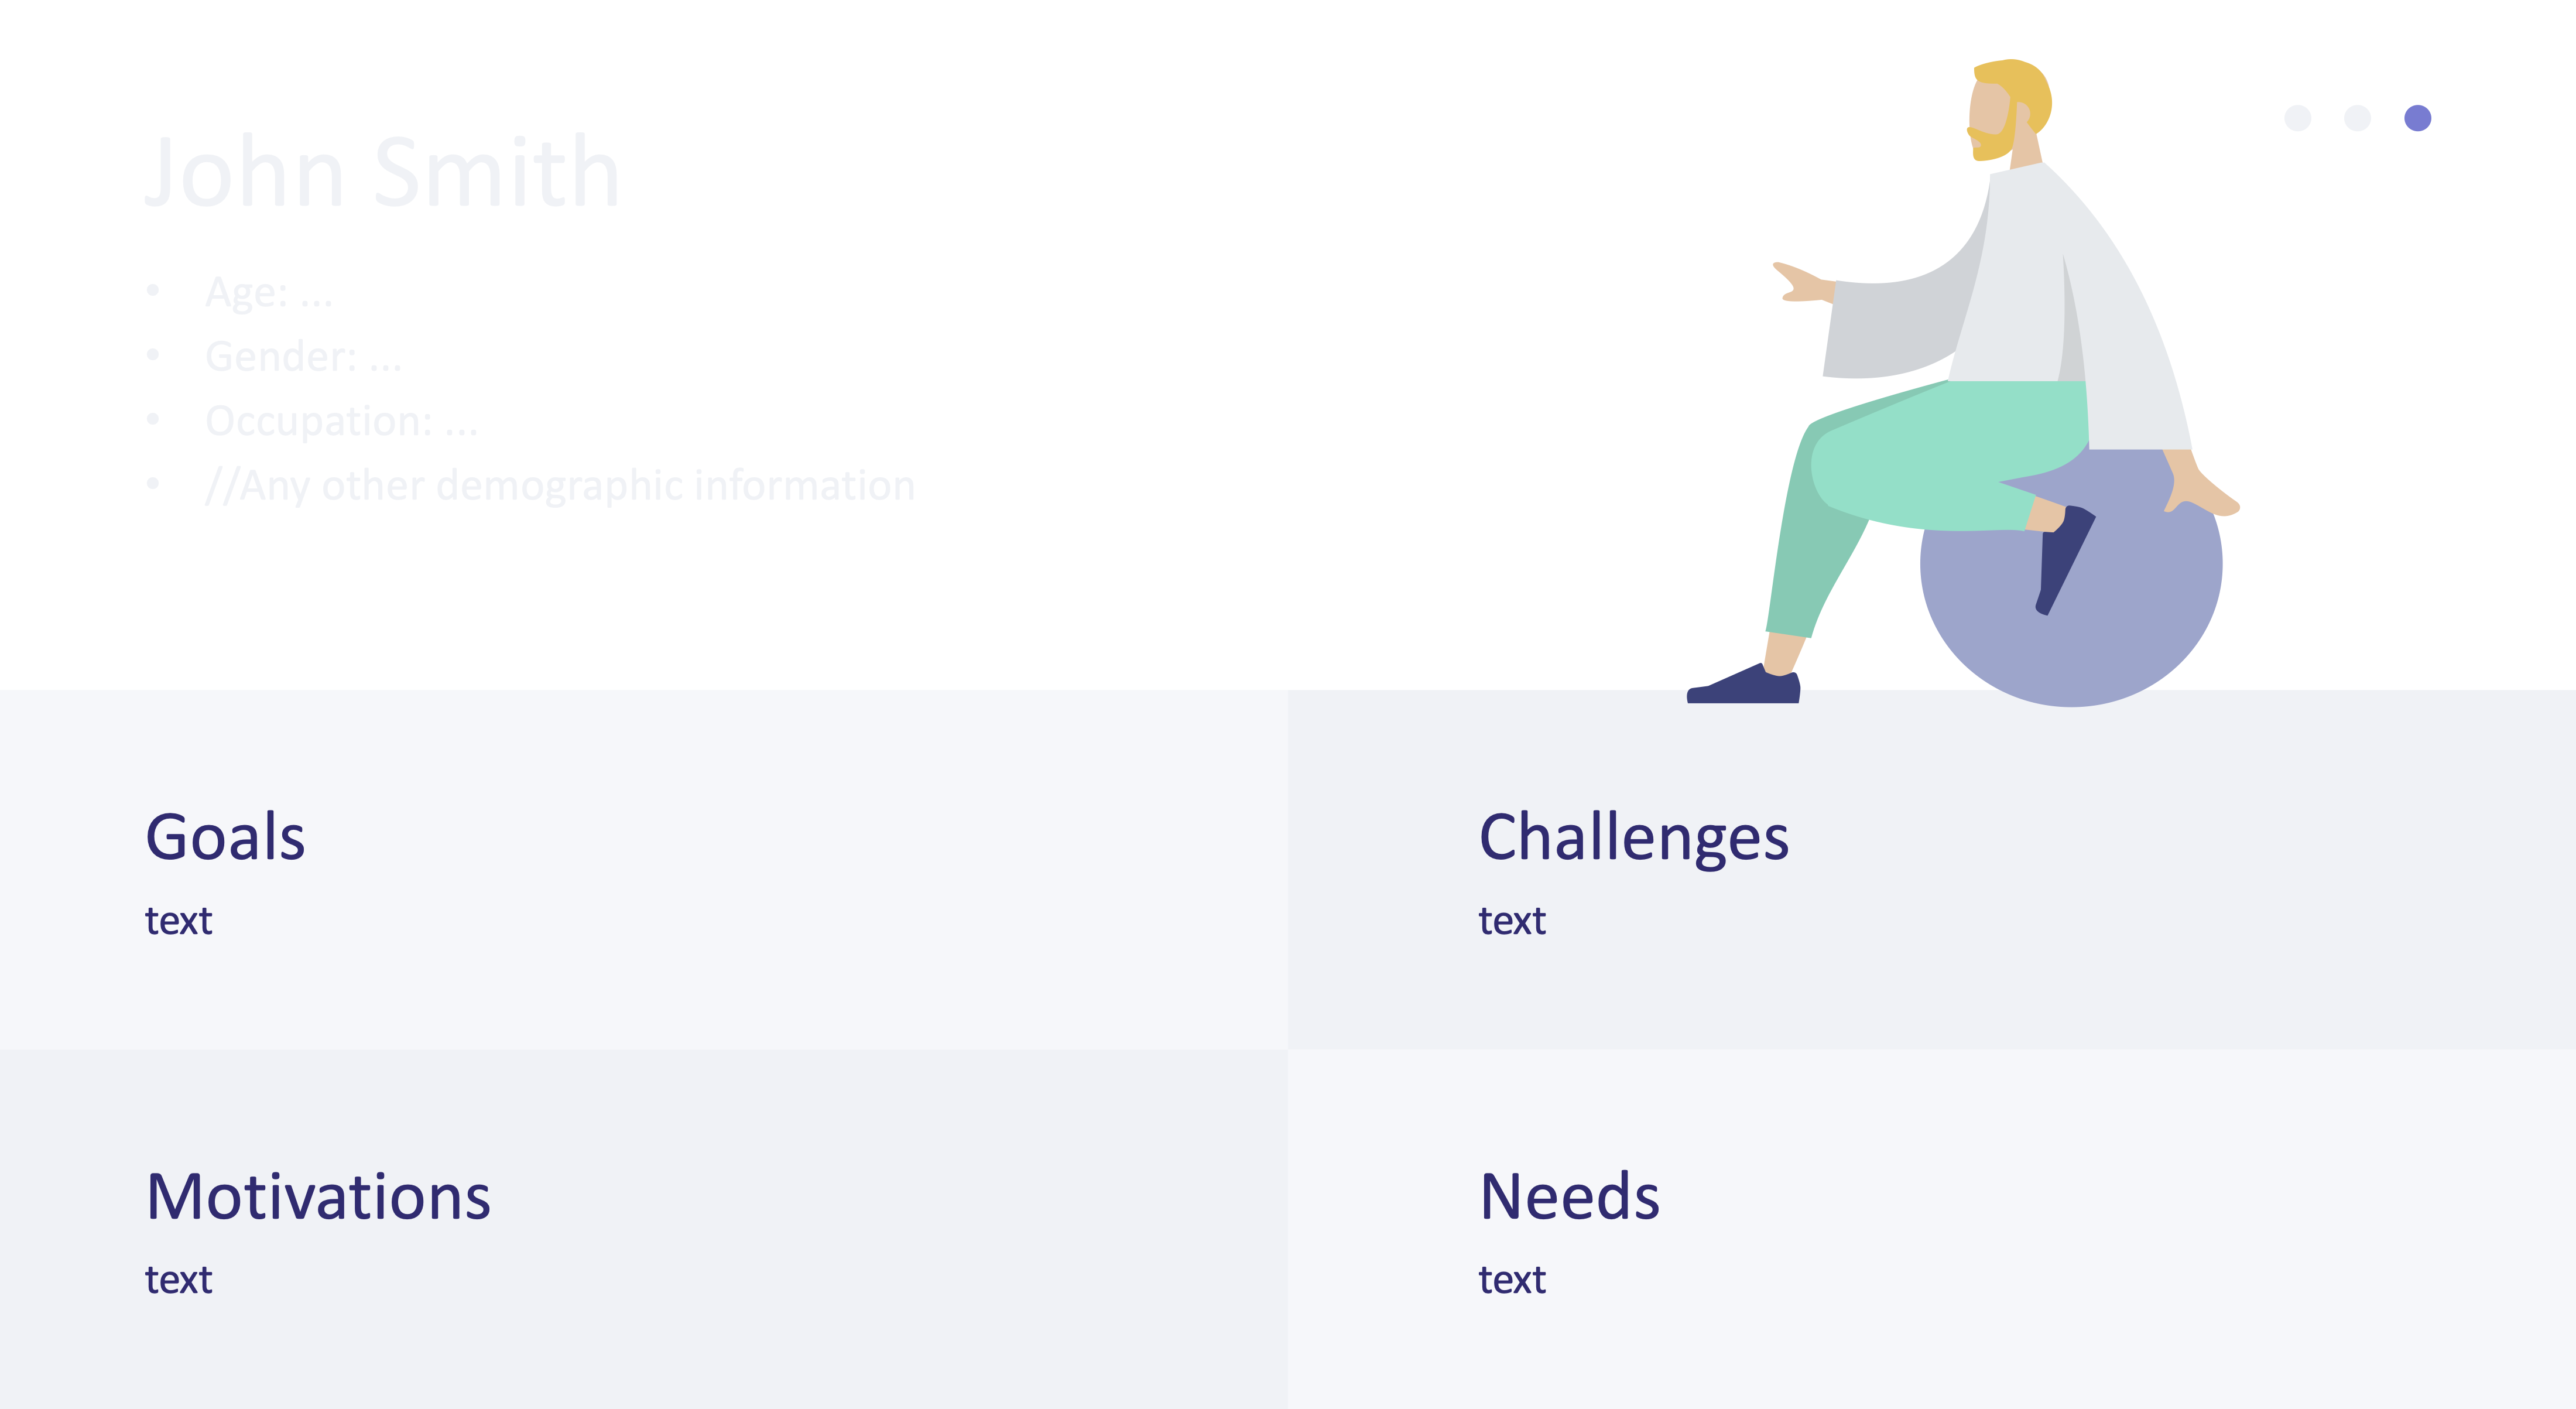 John Smith
• Age: ...
• Gender: ...
• Occupation: ...
• //Any other demographic information
Goals
text
Challenges
text
Motivations
text
Needs
text